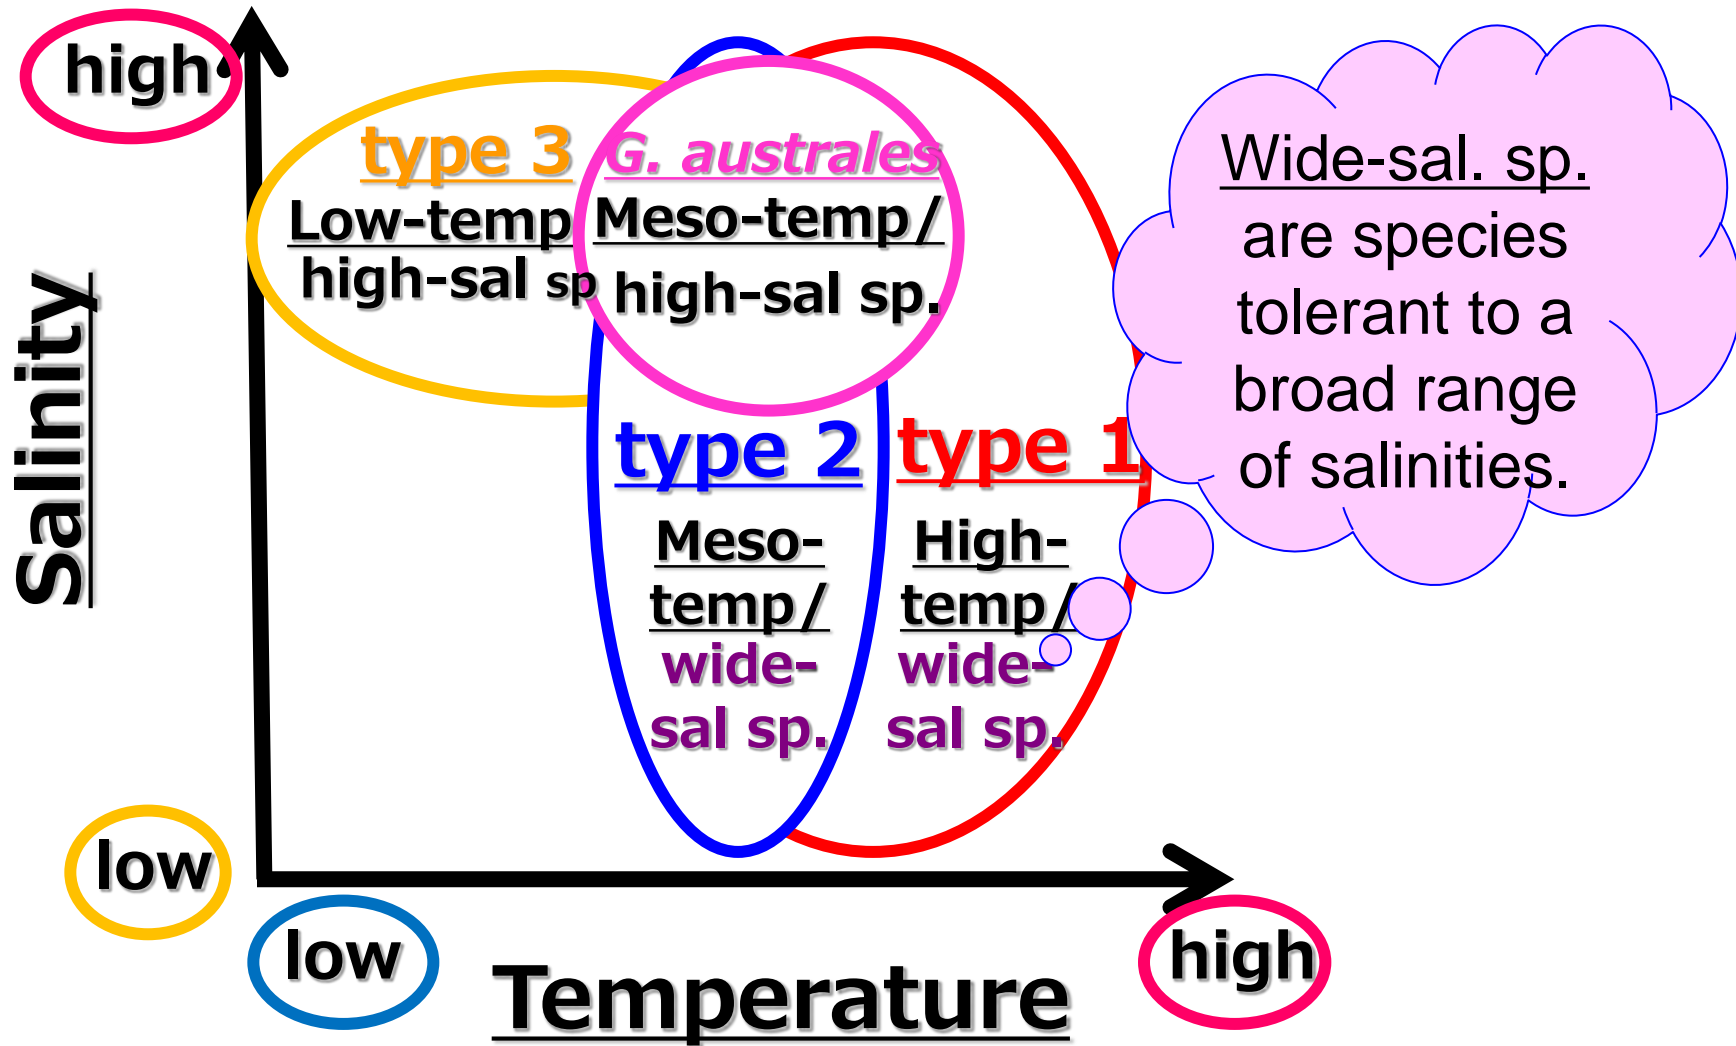 high
type 3
Low-temp
high-sal sp
G. australes
Meso-temp/
high-sal sp.
Wide-sal. sp.
are species
tolerant to a
broad range
of salinities.
Salinity
type 2
Meso-
temp/
wide-
sal sp.
type 1
High-
temp/
wide-
sal sp.
low
low
Temperature
high